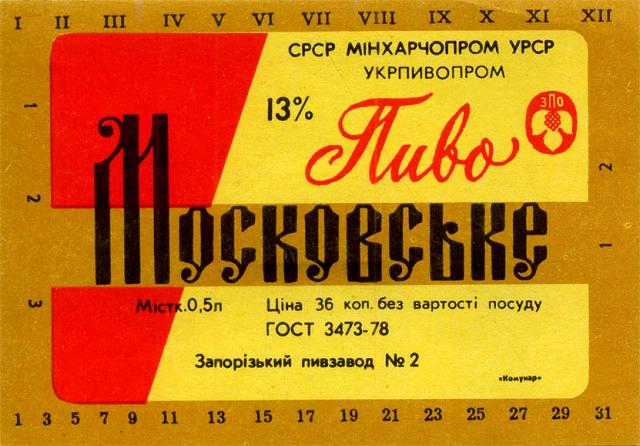 I II III IV V VI VII VIII IX X XI XII
СРСР МІНХАРЧОПРОМ УРСР
УКРПИВОПРОМ
13%
Пиво
ЗПО
Московське
1
2
3
2
1
Містк.0,5л Ціна 36 коп. без вартості посуду
ГОСТ 3473-78
Запорізький пивзавод №2
«Комунар»
1 3 5 7 9 11 13 15 17 19 21 23 25 27 29 31